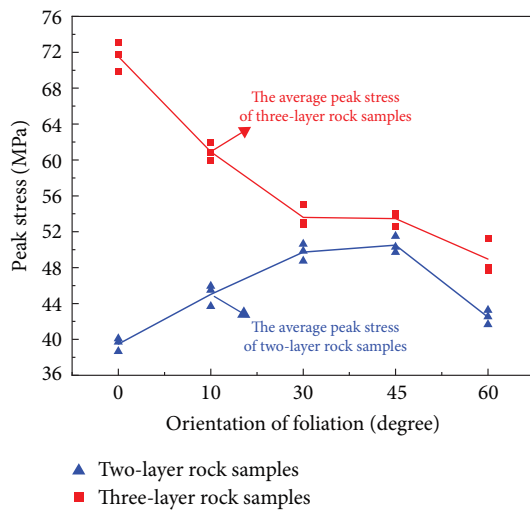 76
72
68
64
60
56
52
48
44
40
36
Peak stress (MPa)
The average peak stress
of three-layer rock samples
The average peak stress
of two-layer rock samples
0 10 30 45 60
Orientation of foliation (degree)
Two-layer rock samples
Three-layer rock samples